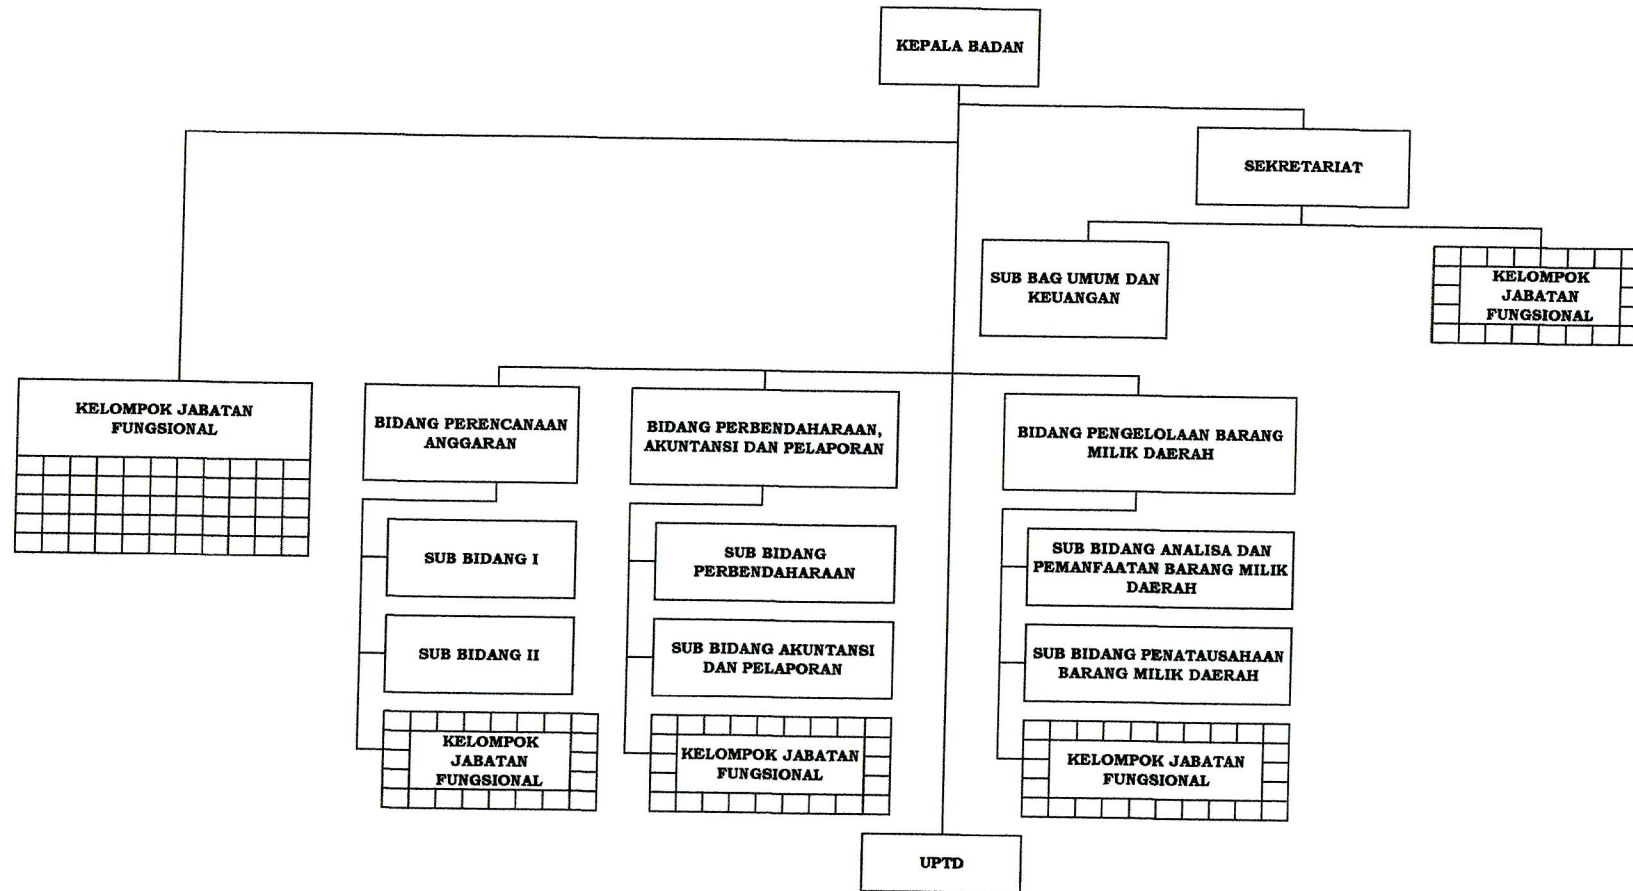 KEPALA BADAN
SEKRETARIAT
SUB BAG UMUM DAN
KEUANGAN
KELOMPOK
JABATAN
FUNGSIONAL
KELOMPOK JABATAN
FUNGSIONAL
BIDANG PERENCANAAN
ANGGARAN
BIDANG PERBENDAHARAAN,
AKUNTANSI DAN PELAPORAN
BIDANG PENGELOLAAN BARANG
MILIK DAERAH
SUB BIDANG I
SUB BIDANG
PERBENDAHARAAN
SUB BIDANG ANALISA DAN
PEMANFAATAN BARANG MILIK
DAERAH
SUB BIDANG II
SUB BIDANG AKUNTANSI
DAN PELAPORAN
SUB BIDANG PENATAUSAHAAN
BARANG MILIK DAERAH
KELOMPOK
JABATAN
FUNGSIONAL
KELOMPOK JABATAN
FUNGSIONAL
KELOMPOK JABATAN
FUNGSIONAL
UPTD